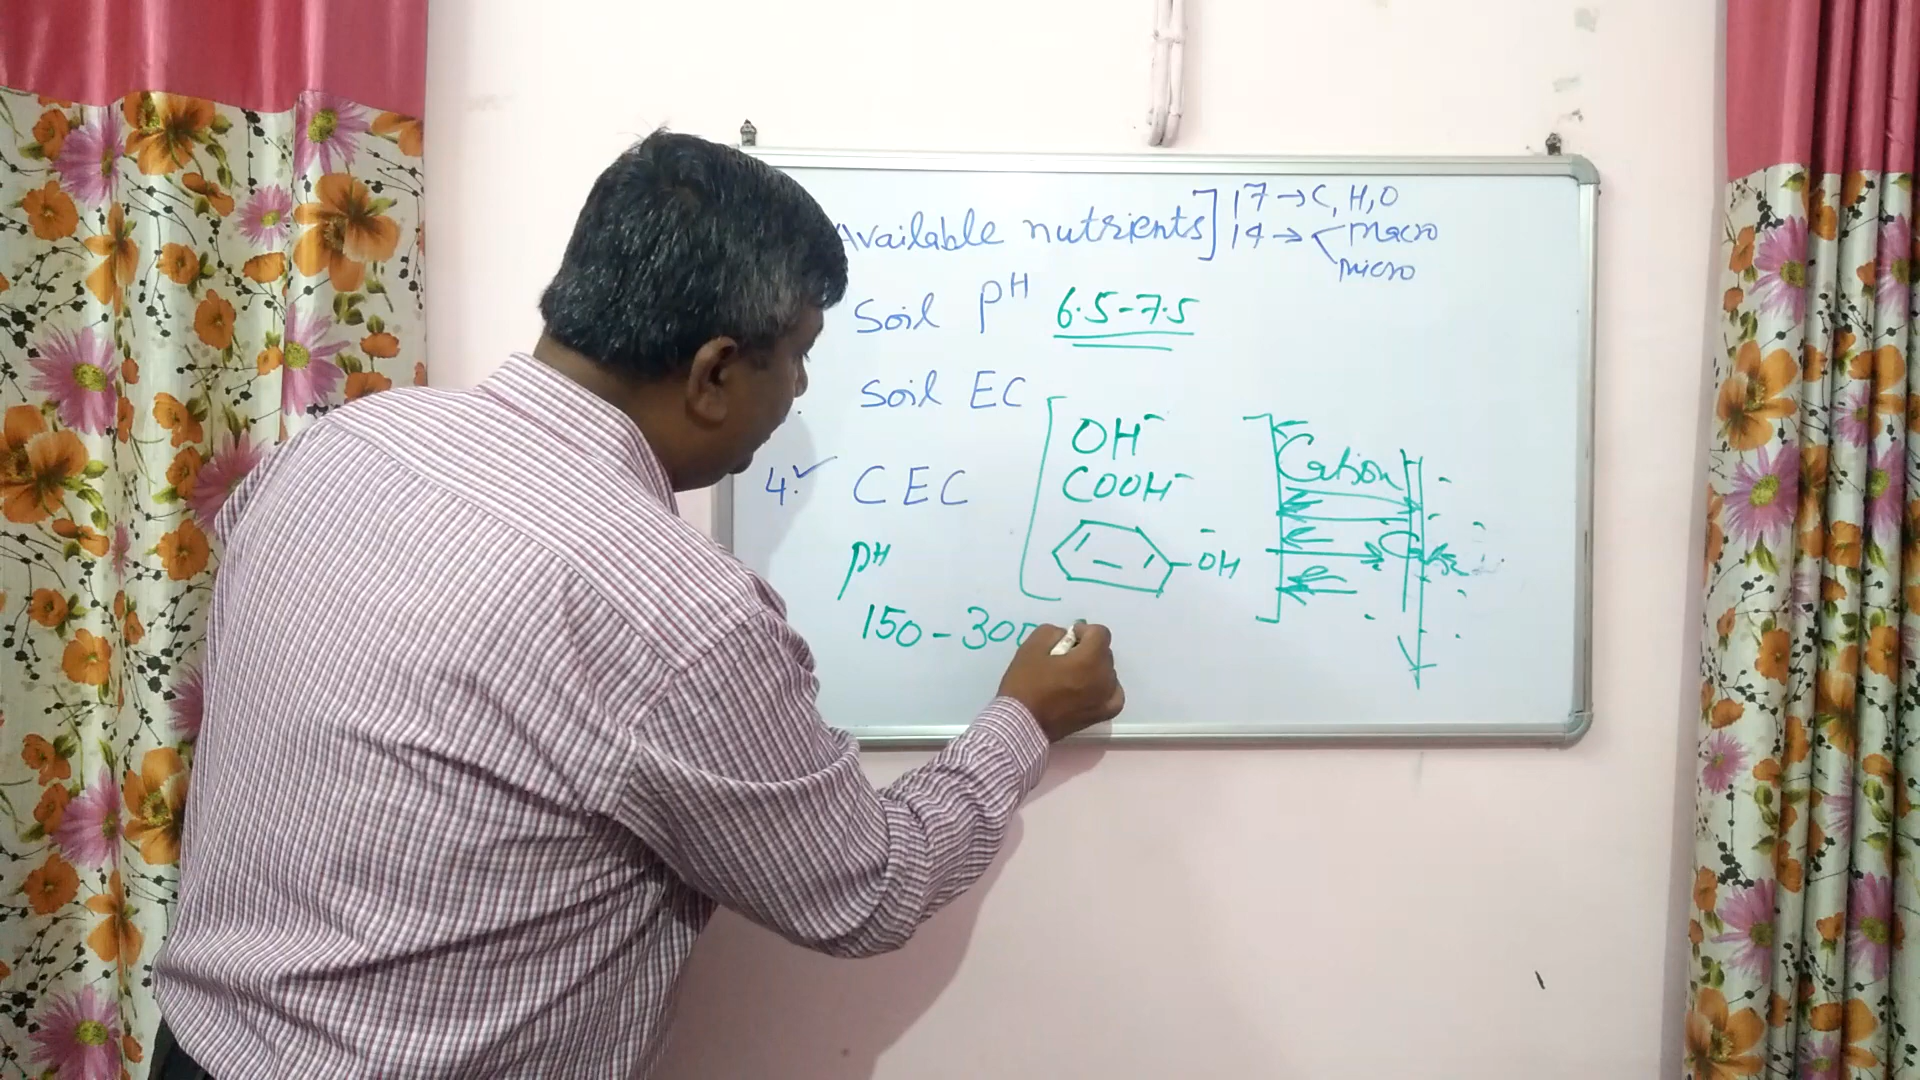 Available nutrients] 17 → C, H, O
14 → Macro
micro
Soil pH 6.5-7.5
Soil EC
OH⁻
Cation
4. ✓ CEC
COOH⁻
⁻OH
pH
150-300